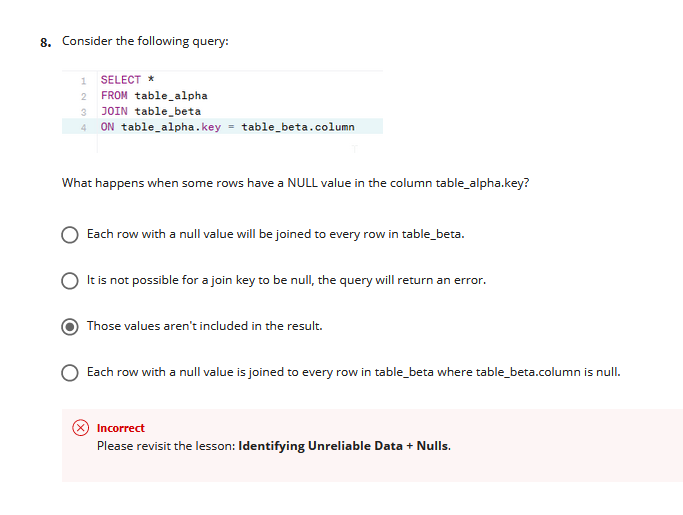 8. Consider the following query:
1 SELECT *
2 FROM table_alpha
3 JOIN table_beta
4 ON table_alpha.key = table_beta.column
What happens when some rows have a NULL value in the column table_alpha.key?
Each row with a null value will be joined to every row in table_beta.
It is not possible for a join key to be null, the query will return an error.
Those values aren't included in the result.
Each row with a null value is joined to every row in table_beta where table_beta.column is null.
Incorrect
Please revisit the lesson: Identifying Unreliable Data + Nulls.